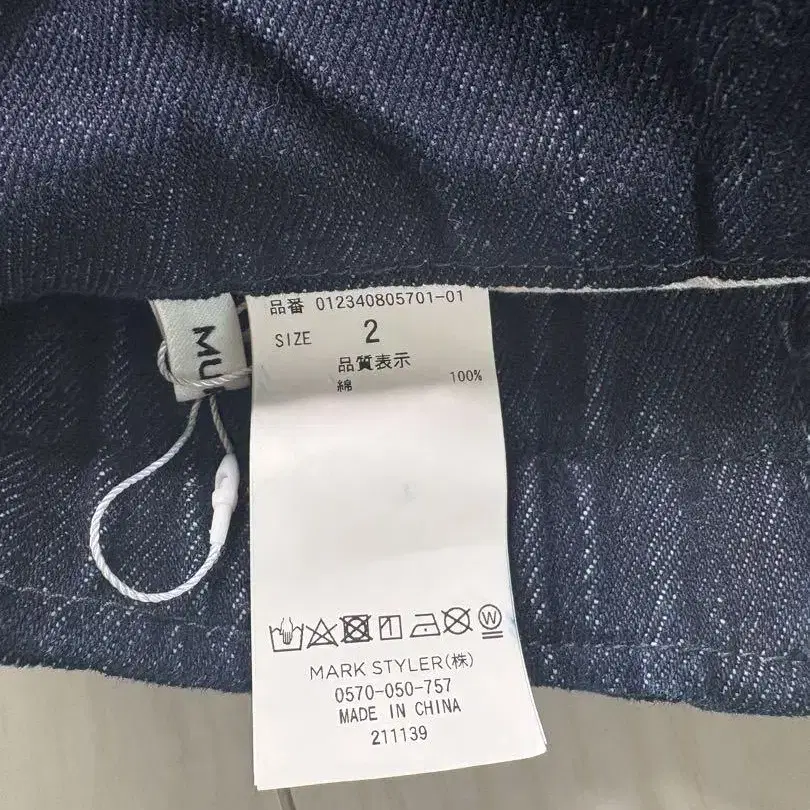 品番 012340805701-01
SIZE 2
品質表示
綿 100%
W
MARK STYLER(株)
0570-050-757
MADE IN CHINA
211139